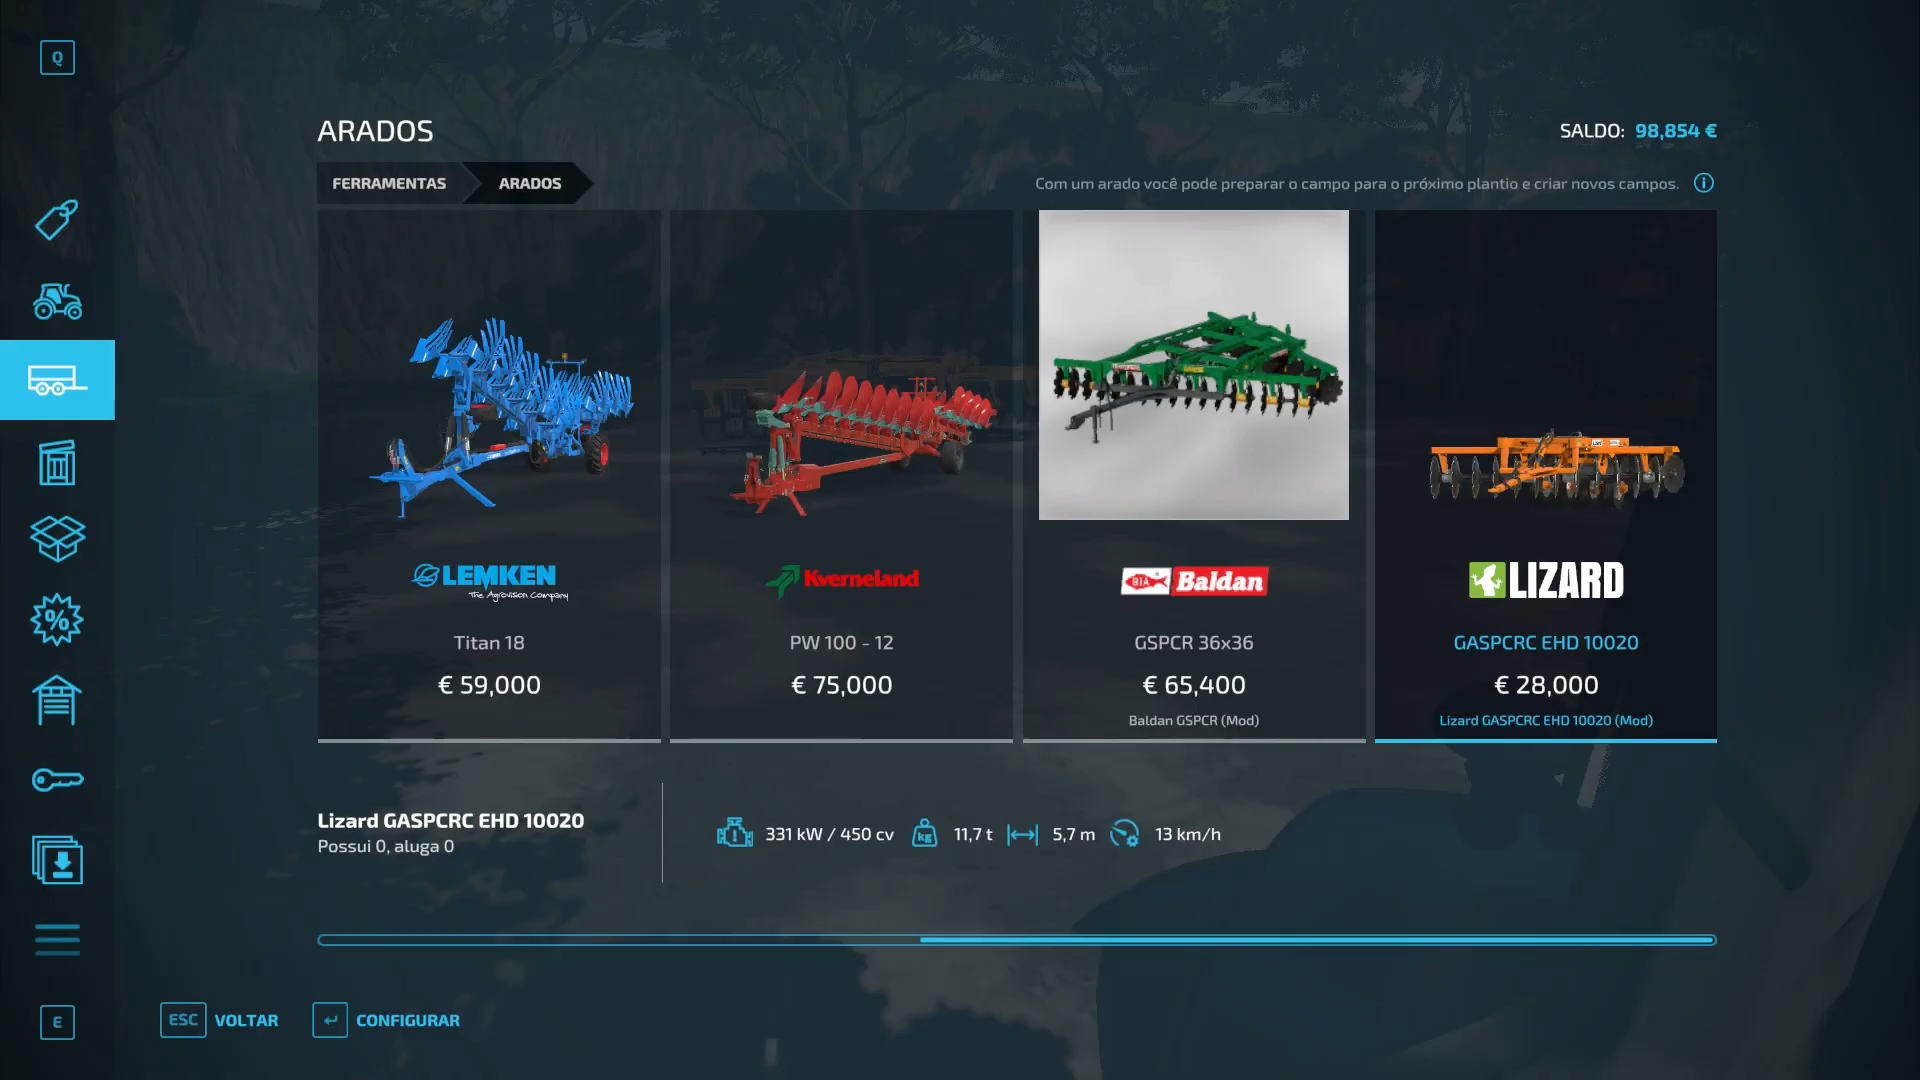 Q
ARADOS
SALDO: 98,854 €
FERRAMENTAS
ARADOS
Com um arado você pode preparar o campo para o próximo plantio e criar novos campos.
LEMKEN
The Agrovision Company
Titan 18
€ 59,000
Kverneland
PW 100 - 12
€ 75,000
BIA Baldan
GSPCR 36x36
€ 65,400
Baldan GSPCR (Mod)
LIZARD
GASPCRC EHD 10020
€ 28,000
Lizard GASPCRC EHD 10020 (Mod)
Lizard GASPCRC EHD 10020
Possui 0, aluga 0
331 kW / 450 cv
kg 11,7 t
5,7 m
13 km/h
E
ESC VOLTAR
↵ CONFIGURAR